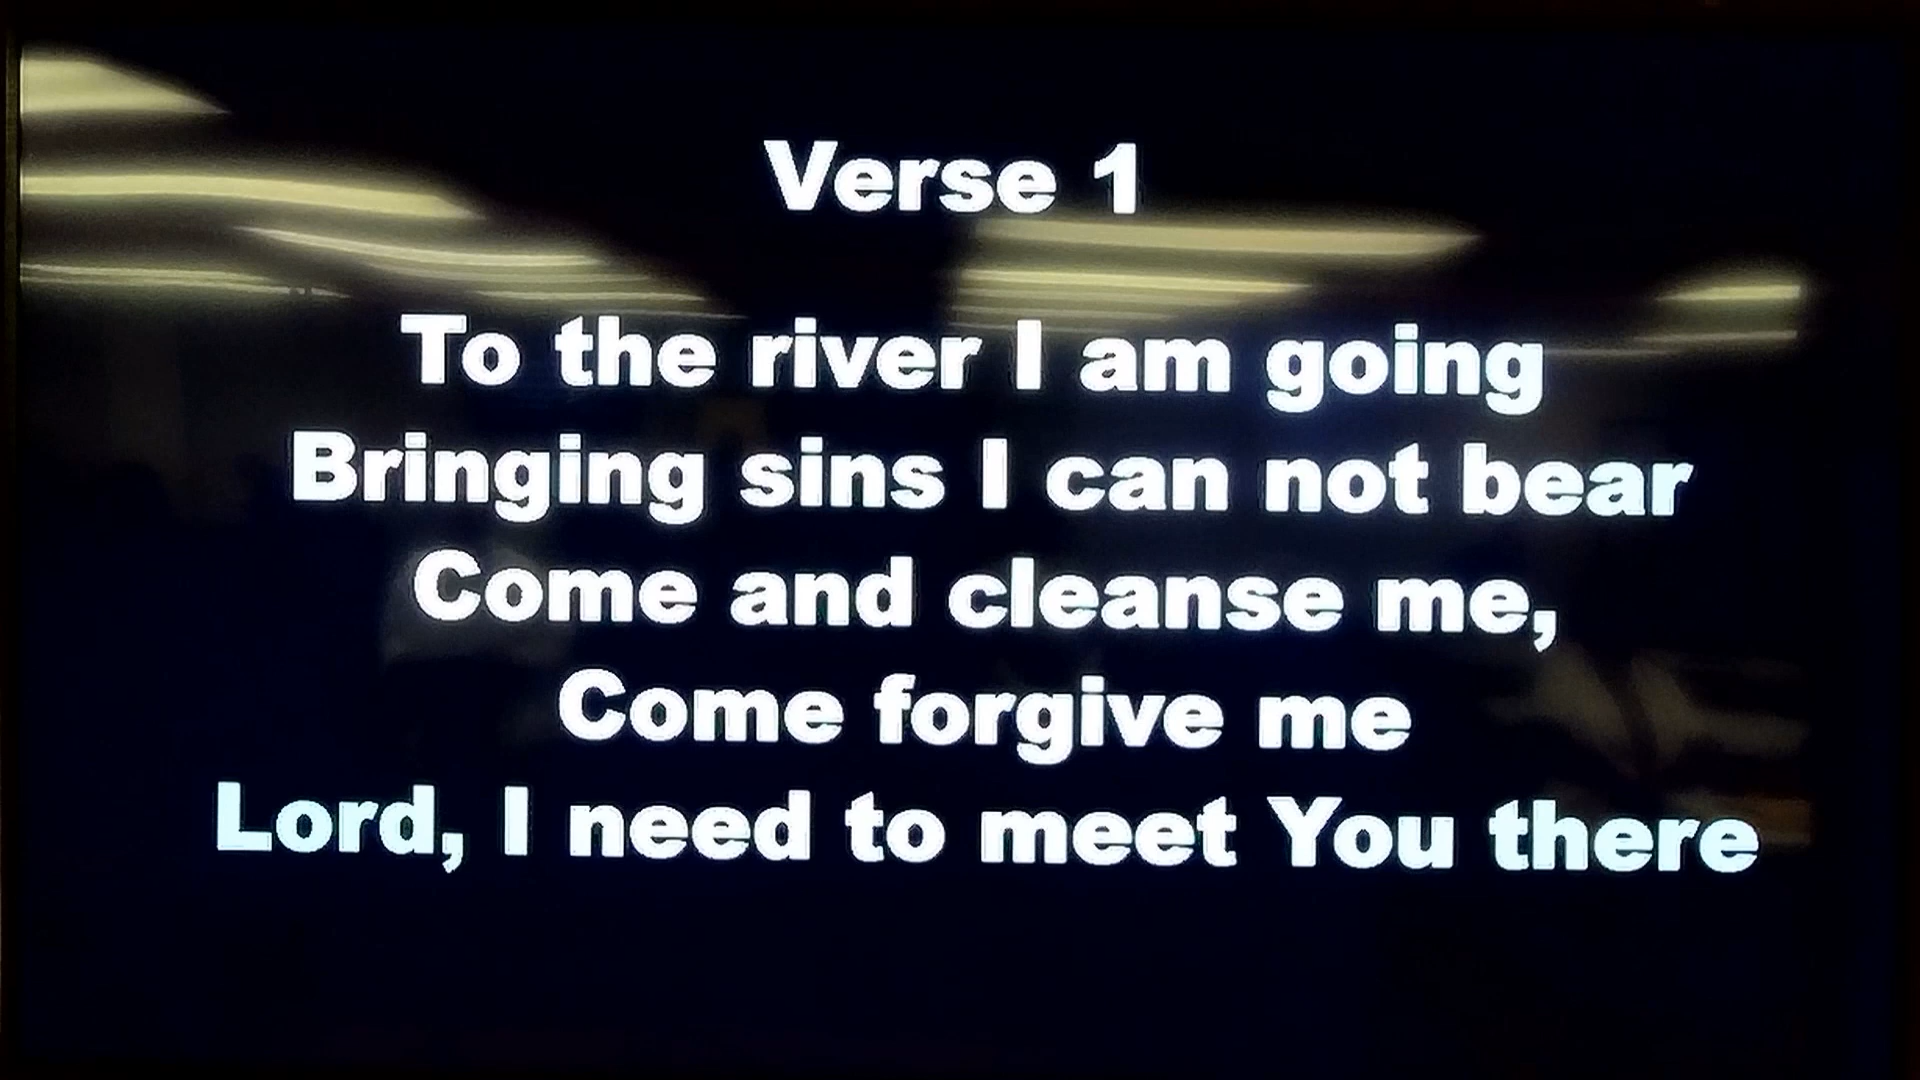 Verse 1
To the river I am going
Bringing sins I can not bear
Come and cleanse me,
Come forgive me
Lord, I need to meet You there